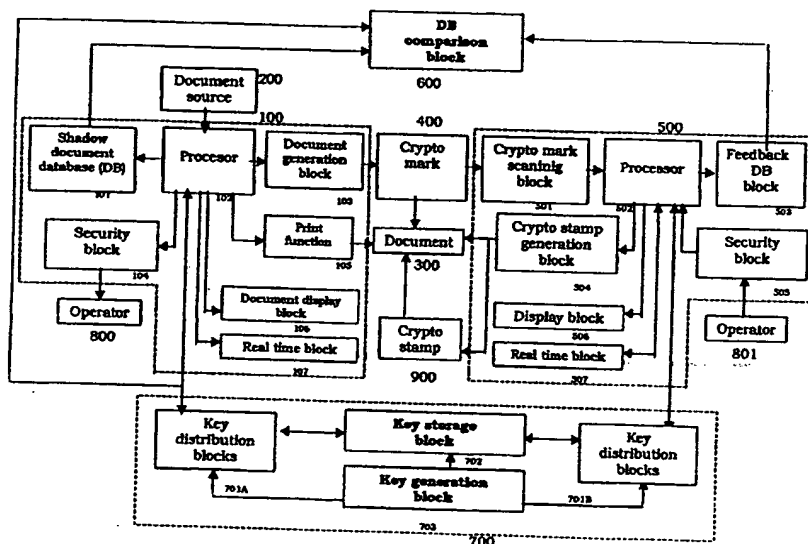 DB
comparison
block
600
200
Document
source
100
400
500
Shadow
document
database (DB)
101
Procesor
102
Document
generation
block
103
Crypto
mark
Crypto mark
scaninig
block
501
Processor
502
Feedback
DB
block
503
Security
block
104
Print
function
105
Document
300
Crypto stamp
generation
block
504
Security
block
505
Operator
800
Document display
block
106
Real time block
107
Crypto
stamp
900
Display block
506
Real time block
507
Operator
801
Key
distribution
blocks
701A
Key storage
block
702
Key generation
block
703
Key
distribution
blocks
701B
700